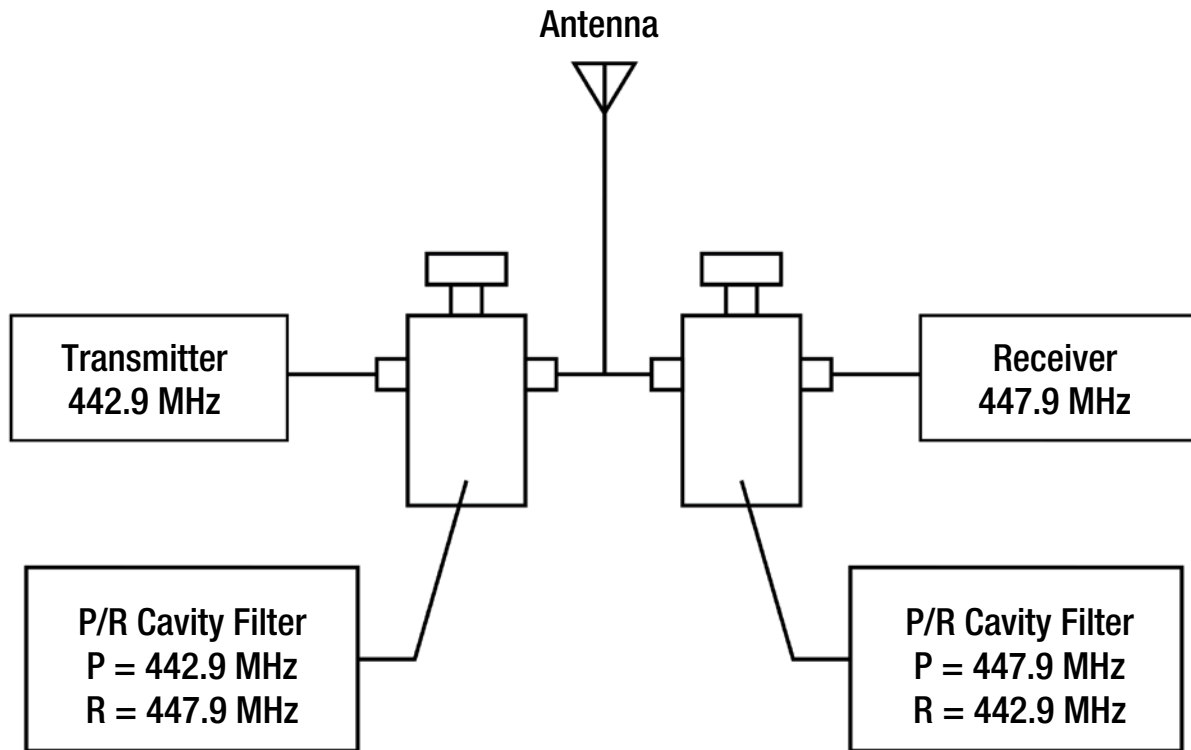 Antenna
Transmitter
442.9 MHz
Receiver
447.9 MHz
P/R Cavity Filter
P = 442.9 MHz
R = 447.9 MHz
P/R Cavity Filter
P = 447.9 MHz
R = 442.9 MHz